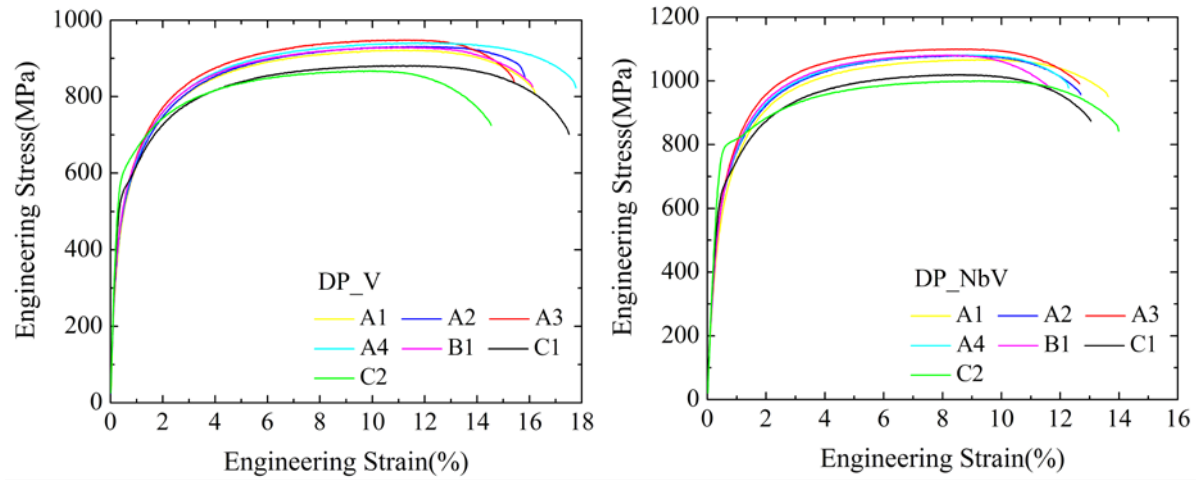 1000
800
600
400
200
0
Engineering Stress(MPa)
DP_V
A1 A2 A3
A4 B1 C1
C2
0 2 4 6 8 10 12 14 16 18
Engineering Strain(%)
1200
1000
800
600
400
200
0
Engineering Stress(MPa)
DP_NbV
A1 A2 A3
A4 B1 C1
C2
0 2 4 6 8 10 12 14 16
Engineering Strain(%)